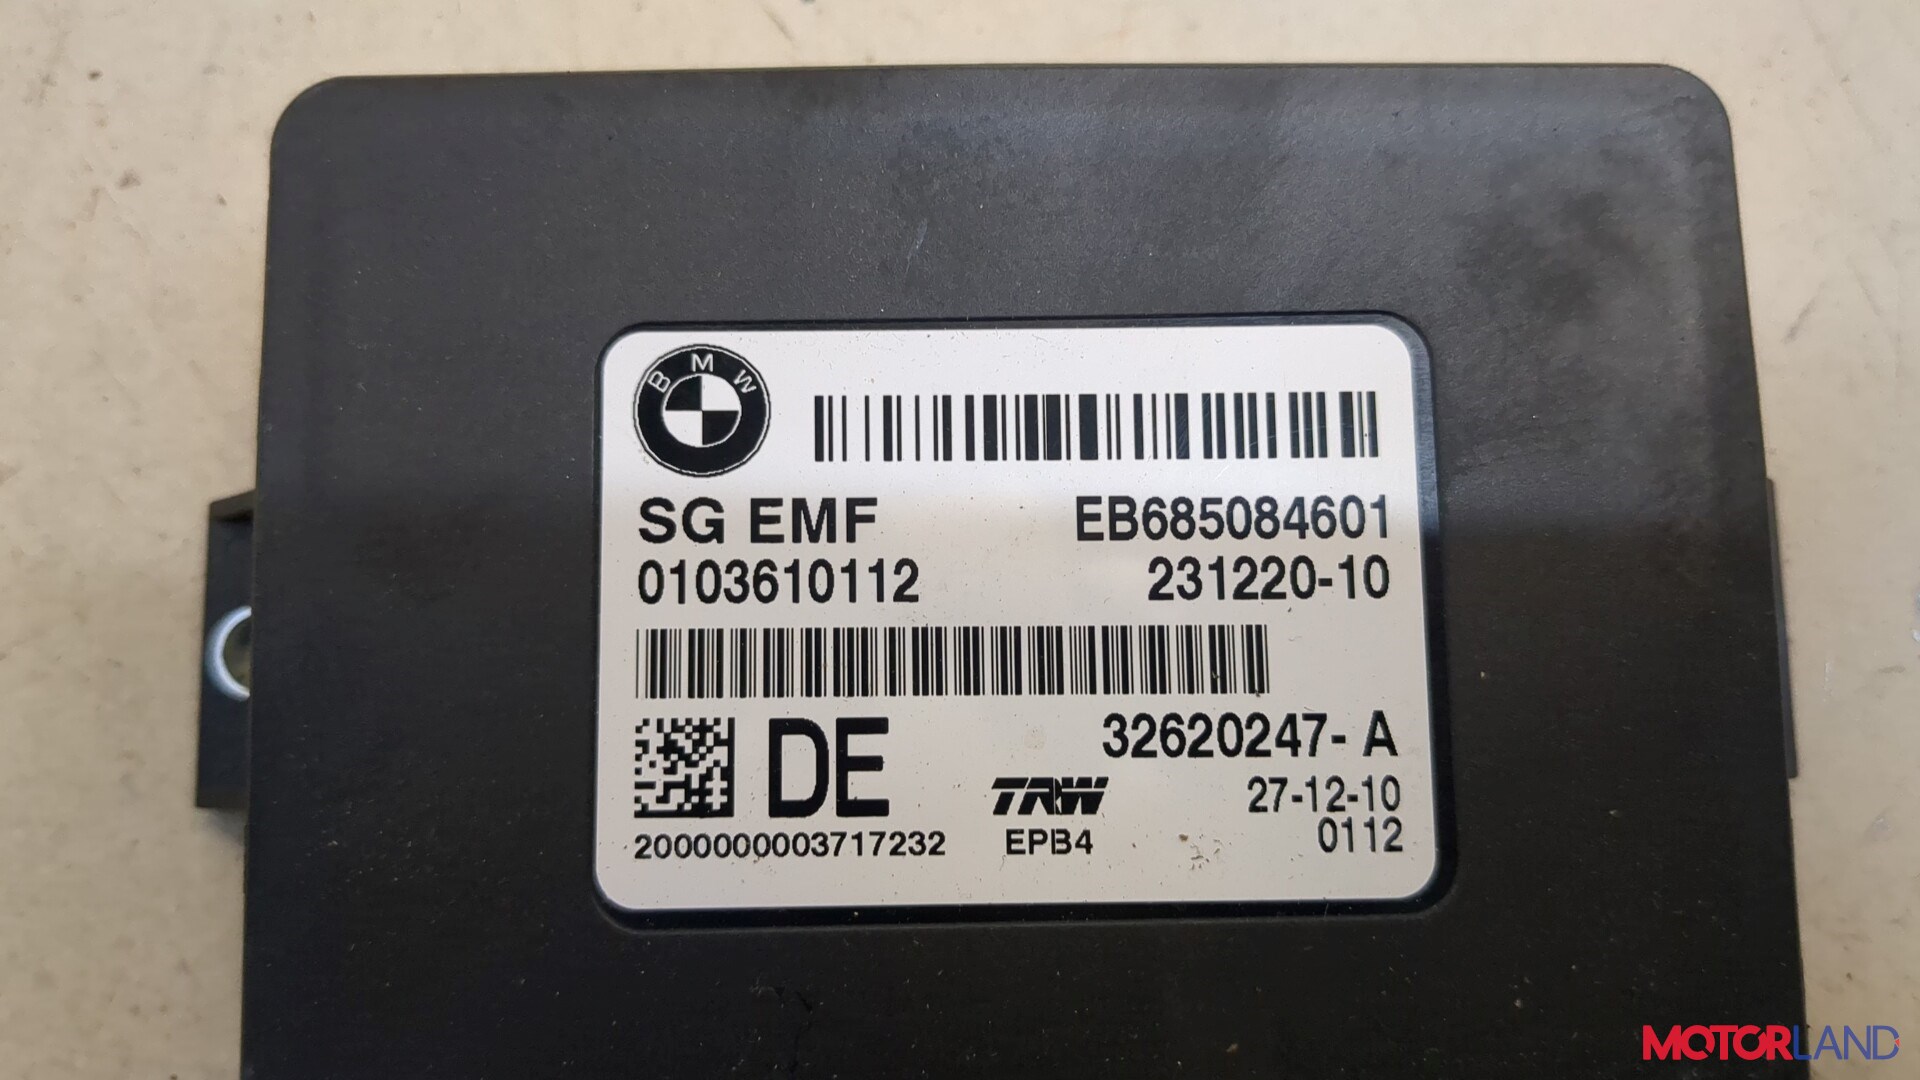 BMW
SG EMF EB685084601
0103610112 231220-10
DE 32620247- A
TRW 27-12-10
2000000003717232 EPB4 0112
MOTORLAND